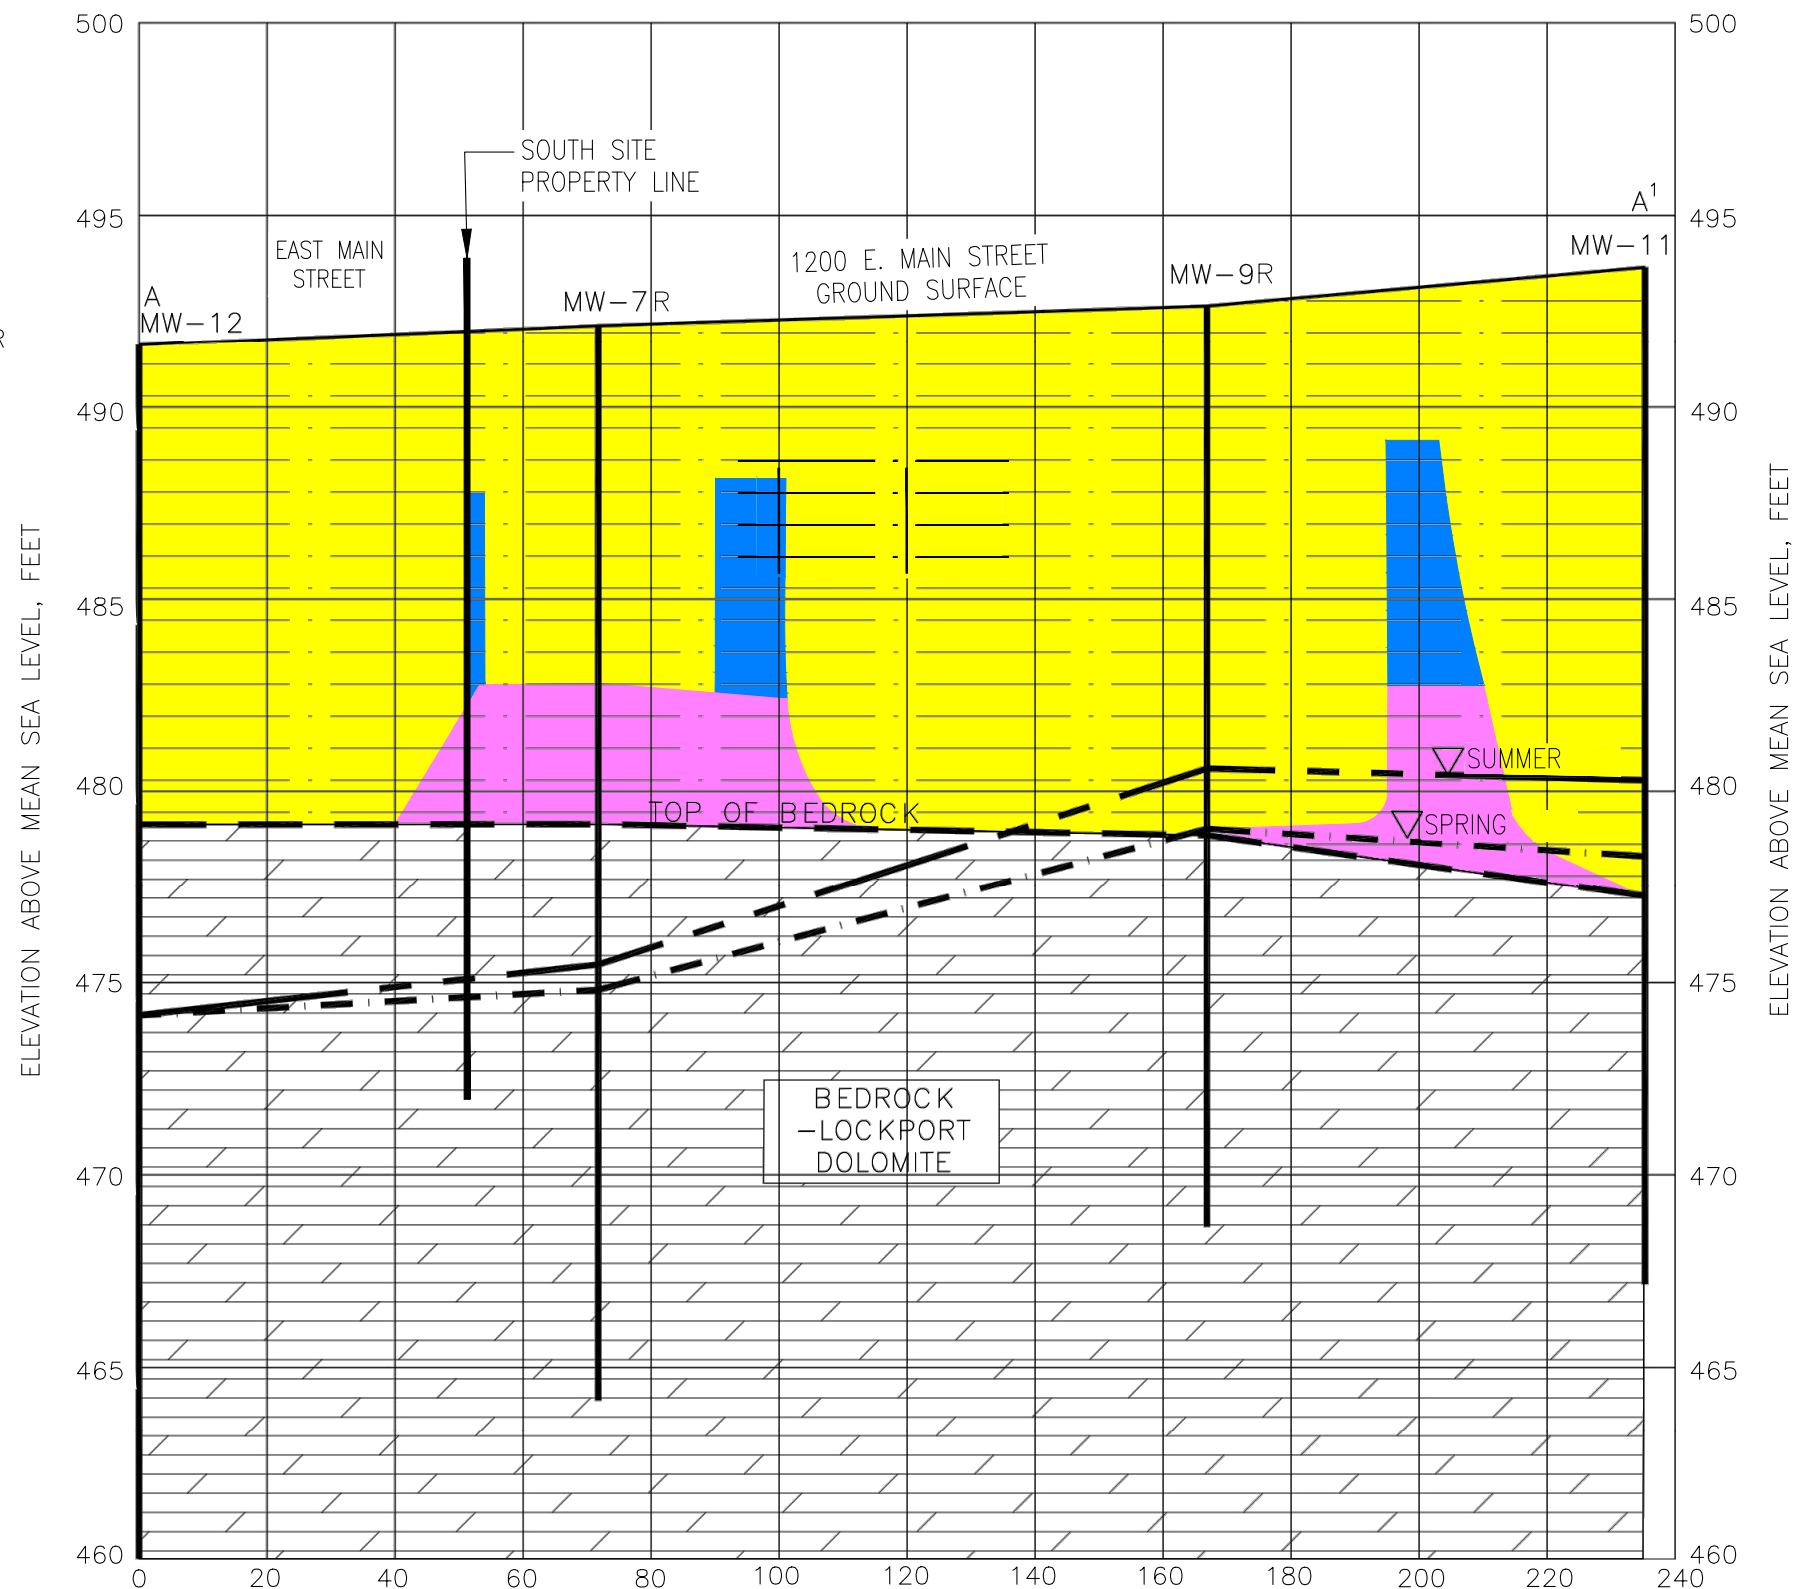 500
500
SOUTH SITE
PROPERTY LINE
A1
495
495
EAST MAIN
STREET
1200 E. MAIN STREET
GROUND SURFACE
MW-11
MW-9R
A
MW-12
MW-7R
490
490
485
485
ELEVATION ABOVE MEAN SEA LEVEL, FEET
ELEVATION ABOVE MEAN SEA LEVEL, FEET
SUMMER
480
480
TOP OF BEDROCK
SPRING
475
475
BEDROCK
-LOCKPORT
DOLOMITE
470
470
465
465
460
460
0 20 40 60 80 100 120 140 160 180 200 220 240